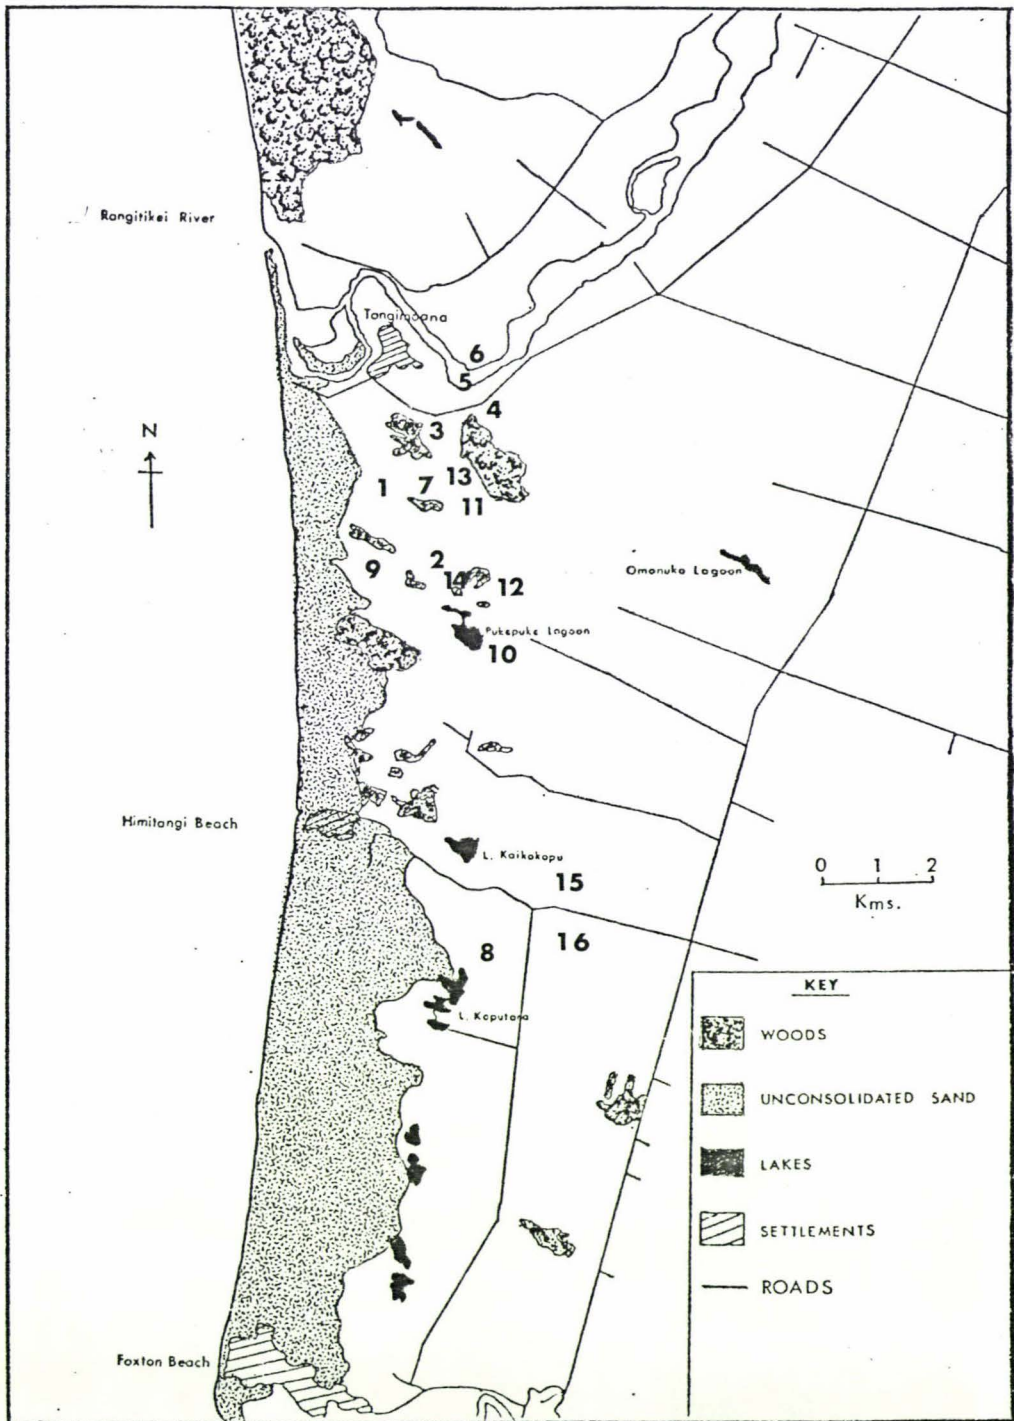 Rangitikei River
Tangimoana
6
5
4
3
N
13
1
7
11
2
9
14
12
Omanuka Lagoon
Pukepuke Lagoon
10
Himitangi Beach
L. Kaikokopu
0 1 2
Kms.
15
16
8
L. Koputara
KEY
WOODS
UNCONSOLIDATED SAND
LAKES
SETTLEMENTS
ROADS
Foxton Beach